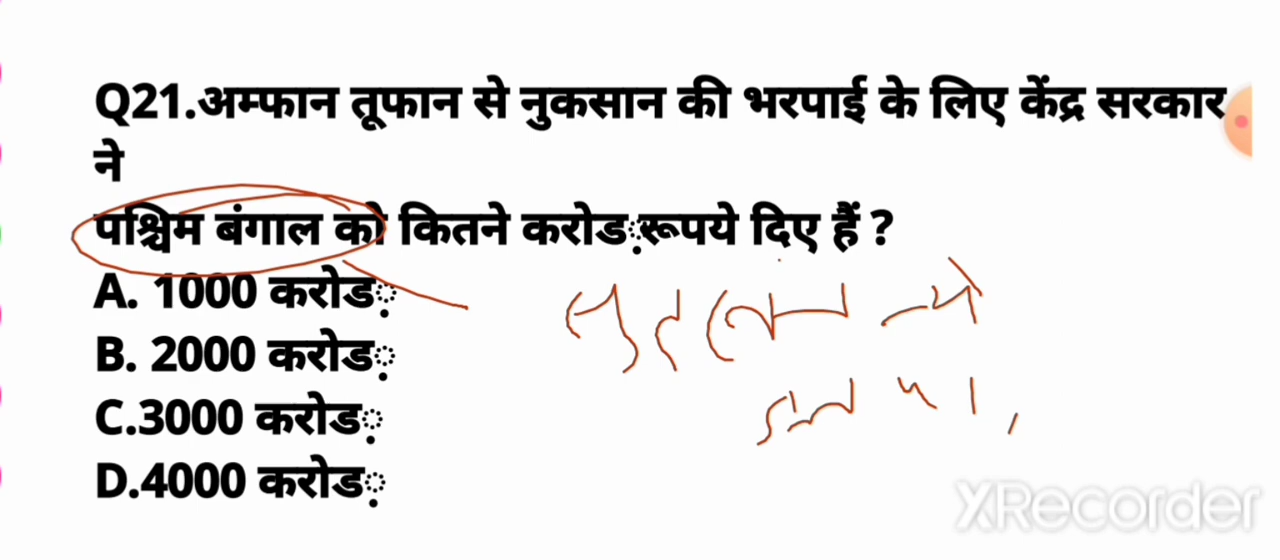 Q21.अम्फान तूफान से नुकसान की भरपाई के लिए केंद्र सरकार
ने
पश्चिम बंगाल को कितने करोड़ रूपये दिए हैं ?
A. 1000 करोड़
B. 2000 करोड़
C.3000 करोड़
D.4000 करोड़
XRecorder